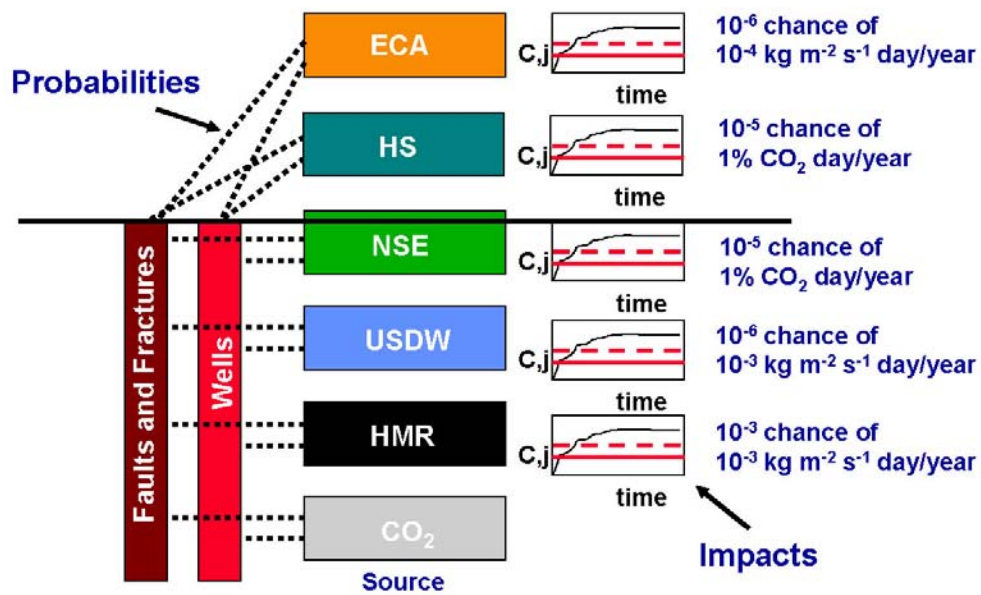 ECA
C,j
time
10⁻⁶ chance of
10⁻⁴ kg m⁻² s⁻¹ day/year
Probabilities
HS
C,j
time
10⁻⁵ chance of
1% CO₂ day/year
Faults and Fractures
Wells
NSE
C,j
time
10⁻⁵ chance of
1% CO₂ day/year
USDW
C,j
time
10⁻⁶ chance of
10⁻³ kg m⁻² s⁻¹ day/year
HMR
C,j
time
10⁻³ chance of
10⁻³ kg m⁻² s⁻¹ day/year
CO₂
Source
Impacts